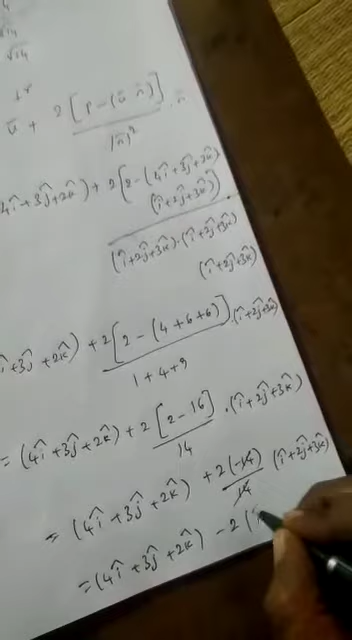 √14
ū + 2[p-(ū n̄)]/|n̄|² . n̄
4î+3ĵ+2k̂) + 2[2-(4î+3ĵ+2k̂)
(î+2ĵ+3k̂)]
(î+2ĵ+3k̂)·(î+2ĵ+3k̂)
(î+2ĵ+3k̂)
î+3ĵ+2k̂) + 2[2-(4+6+6)]/1+4+9 (î+2ĵ+3k̂)
= (4î+3ĵ+2k̂) + 2[2-16]/14 . (î+2ĵ+3k̂)
= (4î+3ĵ+2k̂) + 2(-14)/14 (î+2ĵ+3k̂)
= (4î+3ĵ+2k̂) - 2(